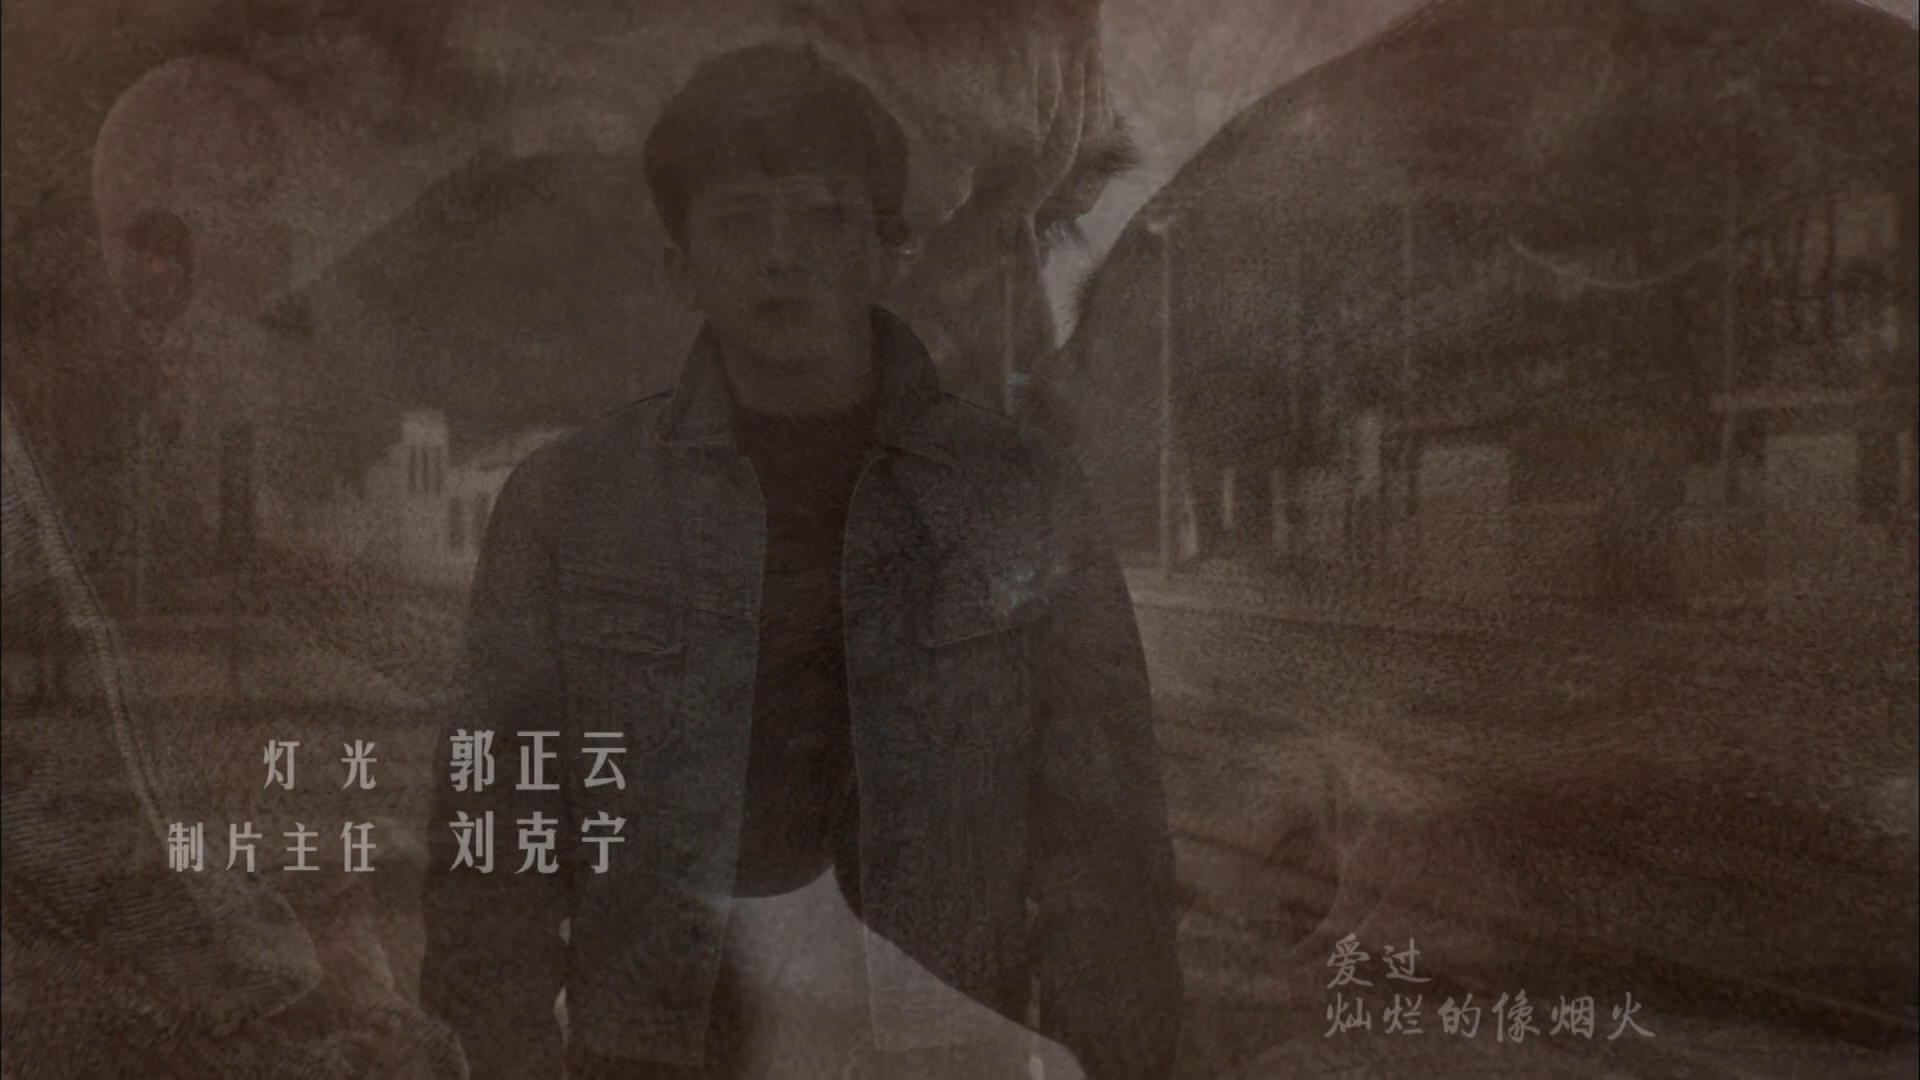 灯光 郭正云
制片主任 刘克宁
爱过
灿烂的像烟火